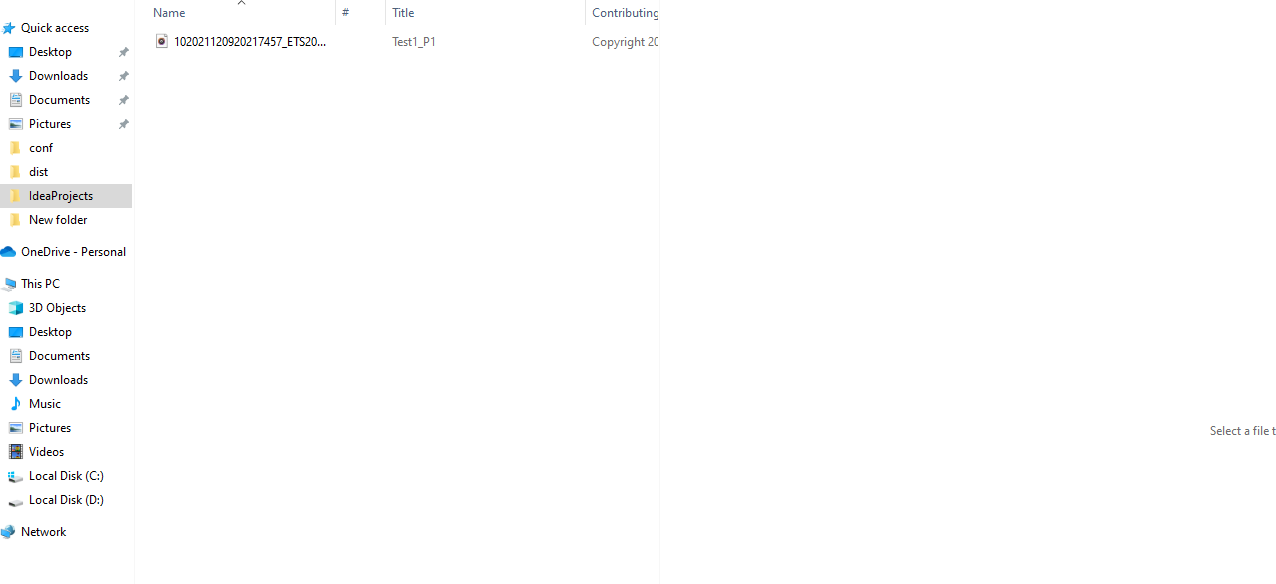 Name # Title Contributing
102021120920217457_ETS20... Test1_P1 Copyright 20
Quick access
Desktop
Downloads
Documents
Pictures
conf
dist
IdeaProjects
New folder
OneDrive - Personal
This PC
3D Objects
Desktop
Documents
Downloads
Music
Pictures
Videos
Local Disk (C:)
Local Disk (D:)
Network
Select a file t